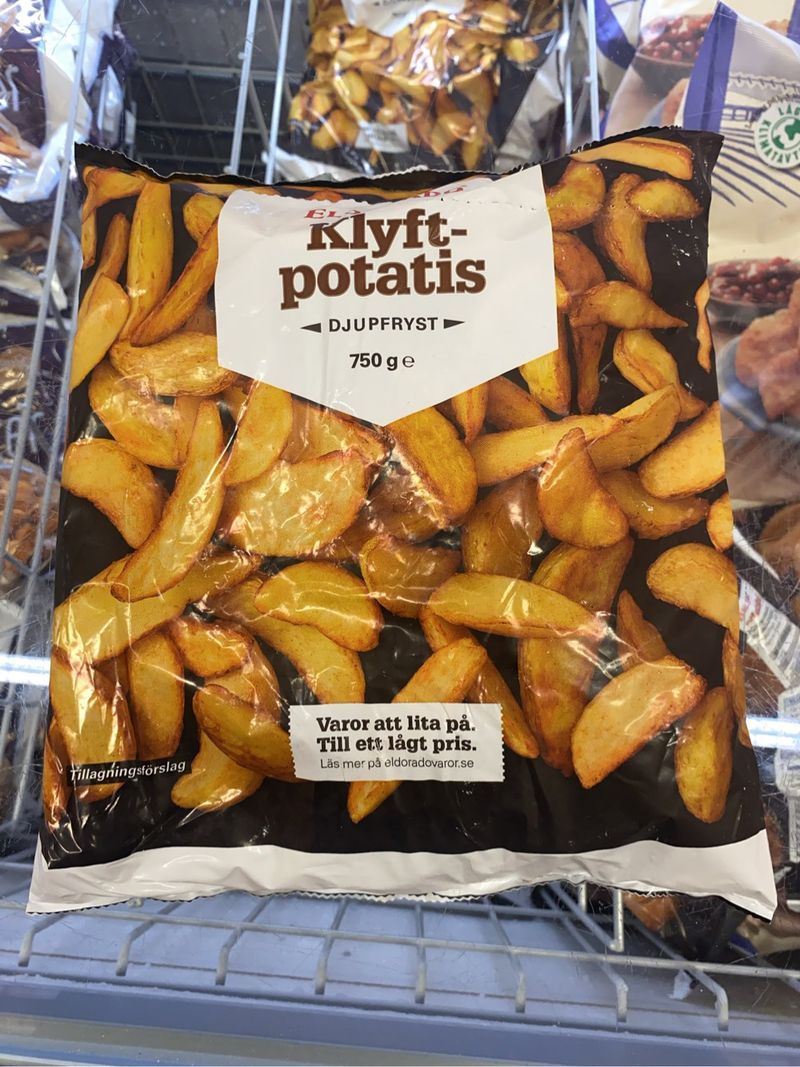 Klyft-
potatis
DJUPFRYST
750 g e
Varor att lita på.
Till ett lågt pris.
Läs mer på eldoradovaror.se
Tillagningsförslag